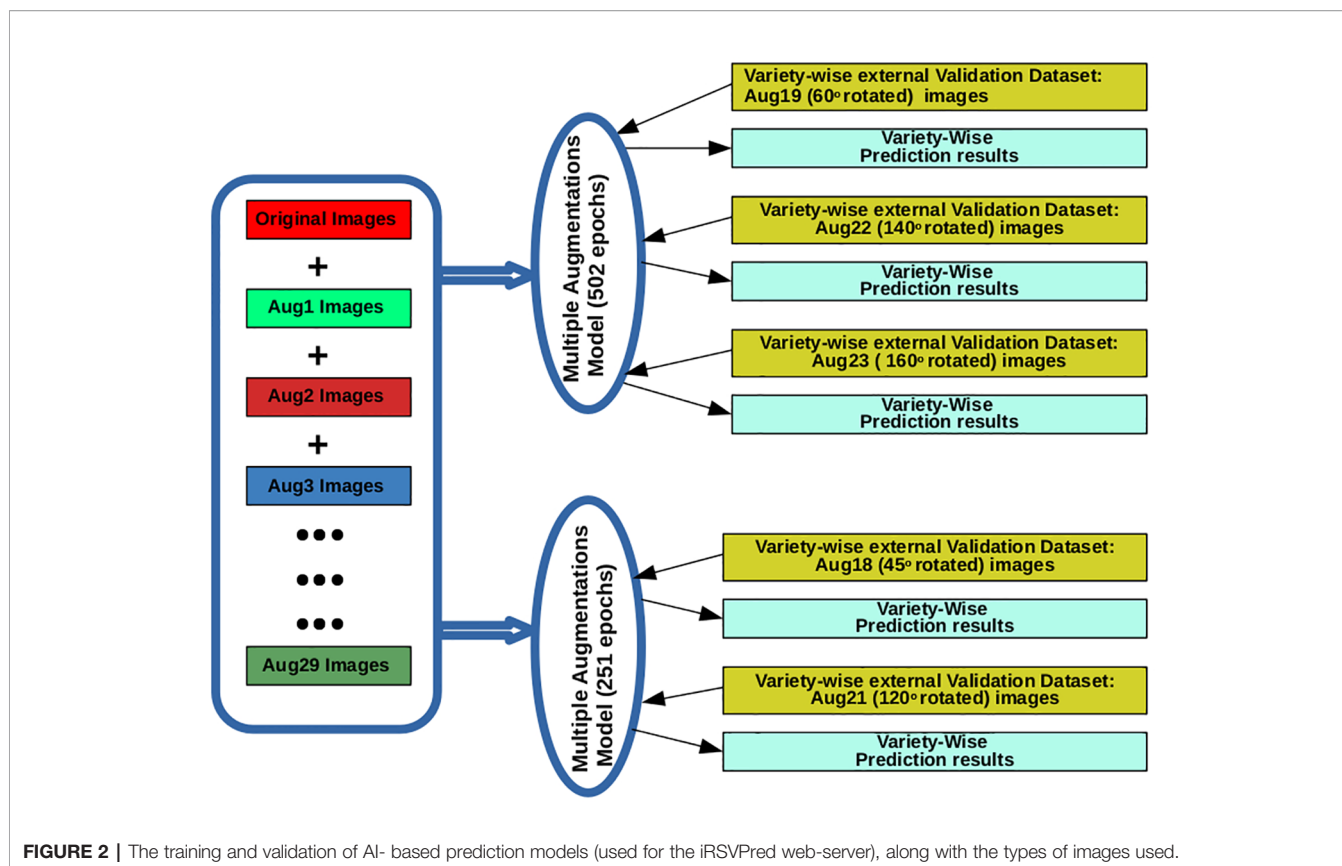 Original Images
+
Aug1 Images
+
Aug2 Images
+
Aug3 Images
Aug29 Images
Multiple Augmentations
Model (502 epochs)
Variety-wise external Validation Dataset:
Aug19 (60º rotated) images
Variety-Wise
Prediction results
Variety-wise external Validation Dataset:
Aug22 (140º rotated) images
Variety-Wise
Prediction results
Variety-wise external Validation Dataset:
Aug23 ( 160º rotated) images
Variety-Wise
Prediction results
Multiple Augmentations
Model (251 epochs)
Variety-wise external Validation Dataset:
Aug18 (45º rotated) images
Variety-Wise
Prediction results
Variety-wise external Validation Dataset:
Aug21 (120º rotated) images
Variety-Wise
Prediction results
FIGURE 2 | The training and validation of AI- based prediction models (used for the iRSVPred web-server), along with the types of images used.